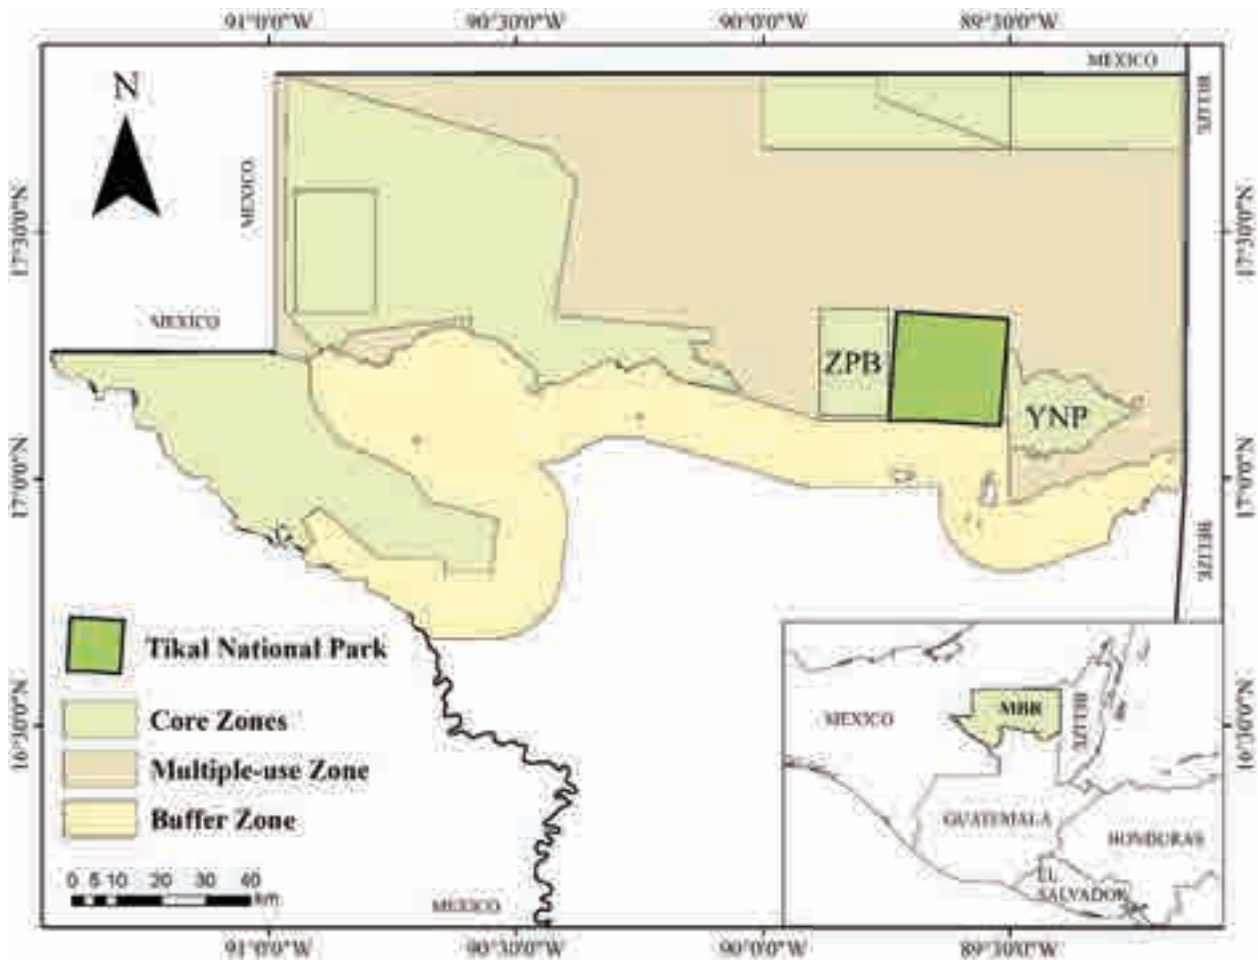 91°0'0"W 90°30'0"W 90°0'0"W 89°30'0"W
MEXICO
BELIZE
N
MEXICO
17°30'0"N
17°30'0"N
MEXICO
ZPB
YNP
17°0'0"N
17°0'0"N
BELIZE
Tikal National Park
Core Zones
Multiple-use Zone
Buffer Zone
0 5 10 20 30 40
km
MEXICO
MBR
MEXICO
BELIZE
GUATEMALA
HONDURAS
EL
SALVADOR
16°30'0"N
16°30'0"N
91°0'0"W 90°30'0"W 90°0'0"W 89°30'0"W